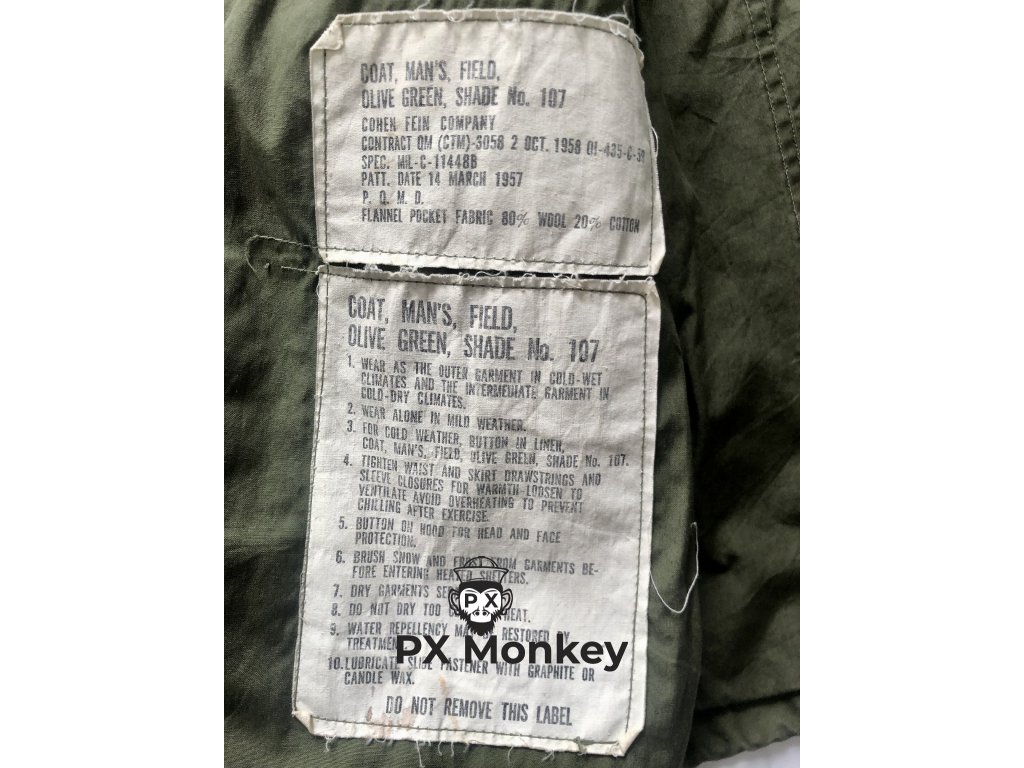 COAT, MAN'S, FIELD,
OLIVE GREEN, SHADE No. 107
COHEN FEIN COMPANY
CONTRACT QM (CTM)-3058 2 OCT. 1958 OI-435-C-59
SPEC. MIL-C-11448B
PATT. DATE 14 MARCH 1957
P. Q. M. D.
FLANNEL POCKET FABRIC 80% WOOL 20% COTTON
COAT, MAN'S, FIELD,
OLIVE GREEN, SHADE No. 107
1. WEAR AS THE OUTER GARMENT IN COLD-WET
CLIMATES AND THE INTERMEDIATE GARMENT IN
COLD-DRY CLIMATES.
2. WEAR ALONE IN MILD WEATHER.
3. FOR COLD WEATHER, BUTTON IN LINER,
COAT, MAN'S, FIELD, OLIVE GREEN, SHADE No. 107.
4. TIGHTEN WAIST AND SKIRT DRAWSTRINGS AND
SLEEVE CLOSURES FOR WARMTH-LOOSEN TO
VENTILATE AVOID OVERHEATING TO PREVENT
CHILLING AFTER EXERCISE.
5. BUTTON ON HOOD FOR HEAD AND FACE
PROTECTION.
6. BRUSH SNOW AND FROST FROM GARMENTS BE-
FORE ENTERING HEATED SHELTERS.
7. DRY GARMENTS
8. DO NOT DRY TOO HEAT.
9. WATER REPELLENCY RESTORED BY
10. LUBRICATE SLIDE FASTENER WITH GRAPHITE OR
CANDLE WAX.
DO NOT REMOVE THIS LABEL
PX
PX Monkey